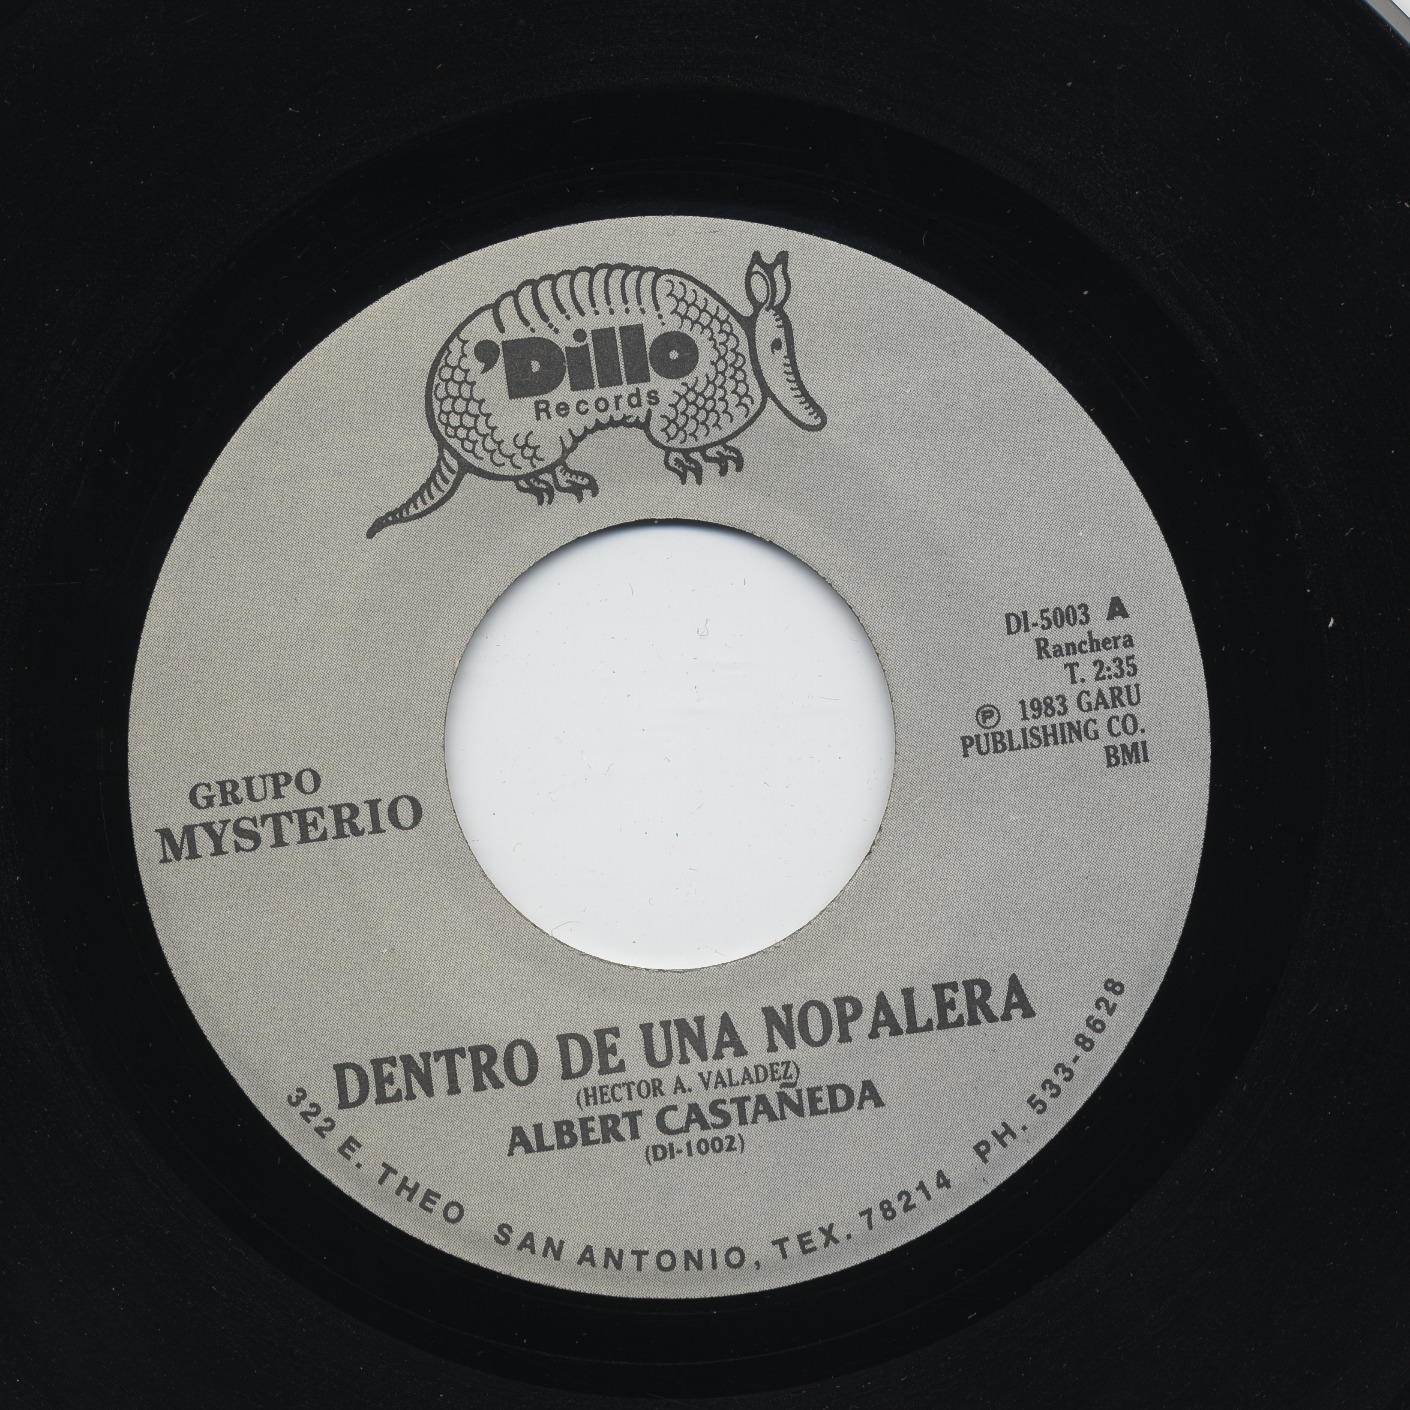 'Dillo
Records
DI-5003 A
Ranchera
T. 2:35
Ⓟ 1983 GARU
PUBLISHING CO.
BMI
GRUPO
MYSTERIO
DENTRO DE UNA NOPALERA
(HECTOR A. VALADEZ)
ALBERT CASTAÑEDA
(DI-1002)
322 E. THEO SAN ANTONIO, TEX. 78214 PH. 533-8628